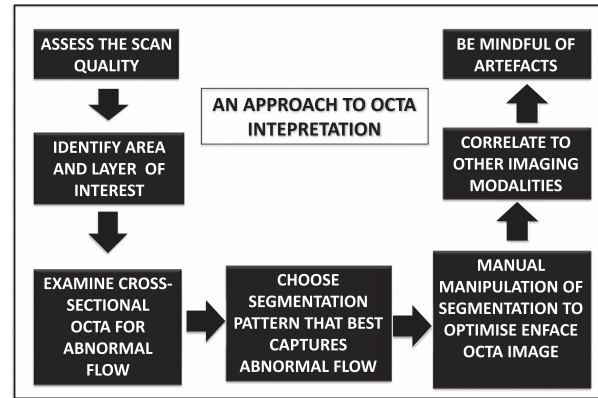 AN APPROACH TO OCTA
INTEPRETATION
ASSESS THE SCAN
QUALITY
IDENTIFY AREA
AND LAYER OF
INTEREST
EXAMINE CROSS-
SECTIONAL
OCTA FOR
ABNORMAL
FLOW
CHOOSE
SEGMENTATION
PATTERN THAT BEST
CAPTURES
ABNORMAL FLOW
MANUAL
MANIPULATION OF
SEGMENTATION TO
OPTIMISE ENFACE
OCTA IMAGE
CORRELATE TO
OTHER IMAGING
MODALITIES
BE MINDFUL OF
ARTEFACTS